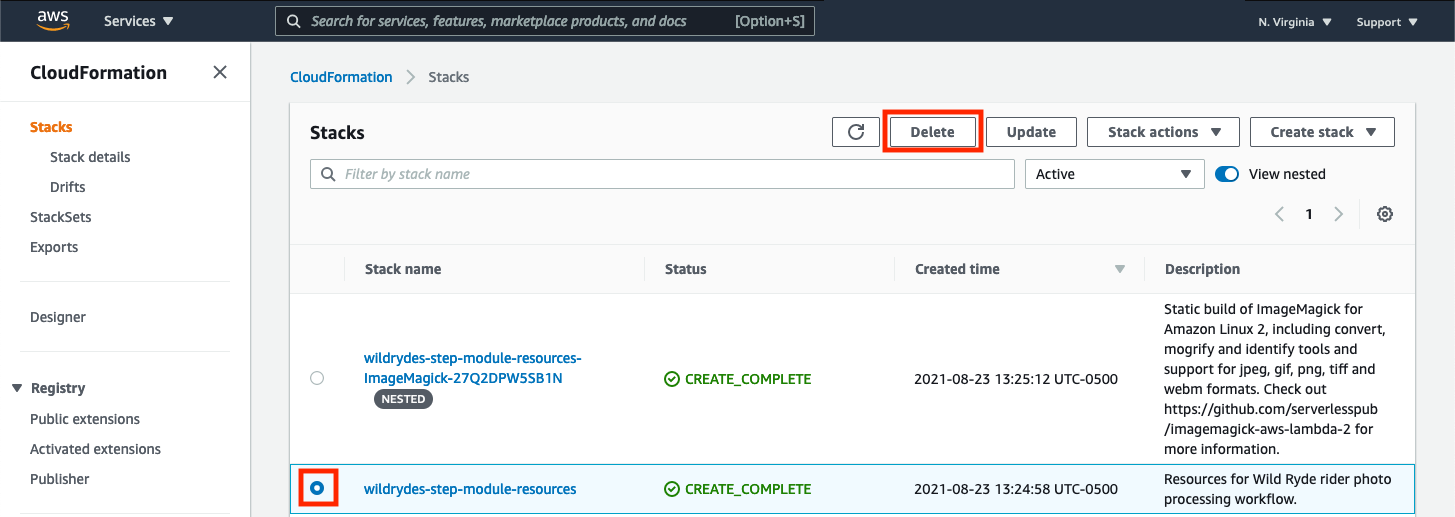 aws
Services
Search for services, features, marketplace products, and docs [Option+S]
N. Virginia
Support
CloudFormation
Stacks
Stack details
Drifts
StackSets
Exports
Designer
Registry
Public extensions
Activated extensions
Publisher
CloudFormation Stacks
Stacks
Delete
Update
Stack actions
Create stack
Filter by stack name
Active
View nested
1
Stack name Status Created time Description
wildrydes-step-module-resources-
ImageMagick-27Q2DPW5SB1N
NESTED
CREATE_COMPLETE
2021-08-23 13:25:12 UTC-0500
Static build of ImageMagick for
Amazon Linux 2, including convert,
mogrify and identify tools and
support for jpeg, gif, png, tiff and
webm formats. Check out
https://github.com/serverlesspub
/imagemagick-aws-lambda-2 for
more information.
wildrydes-step-module-resources
CREATE_COMPLETE
2021-08-23 13:24:58 UTC-0500
Resources for Wild Ryde rider photo
processing workflow.